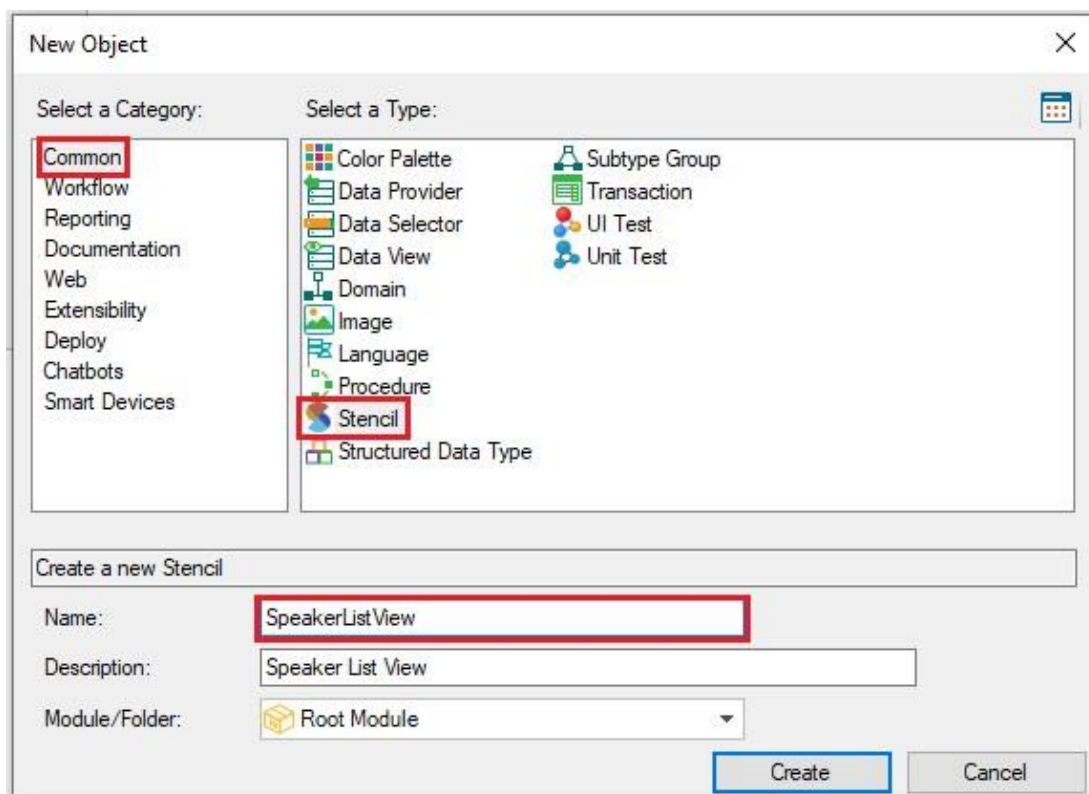 New Object
Select a Category:
Select a Type:
Common
Workflow
Reporting
Documentation
Web
Extensibility
Deploy
Chatbots
Smart Devices
Color Palette
Data Provider
Data Selector
Data View
Domain
Image
Language
Procedure
Stencil
Structured Data Type
Subtype Group
Transaction
UI Test
Unit Test
Create a new Stencil
Name: SpeakerListView
Description: Speaker List View
Module/Folder: Root Module
Create Cancel